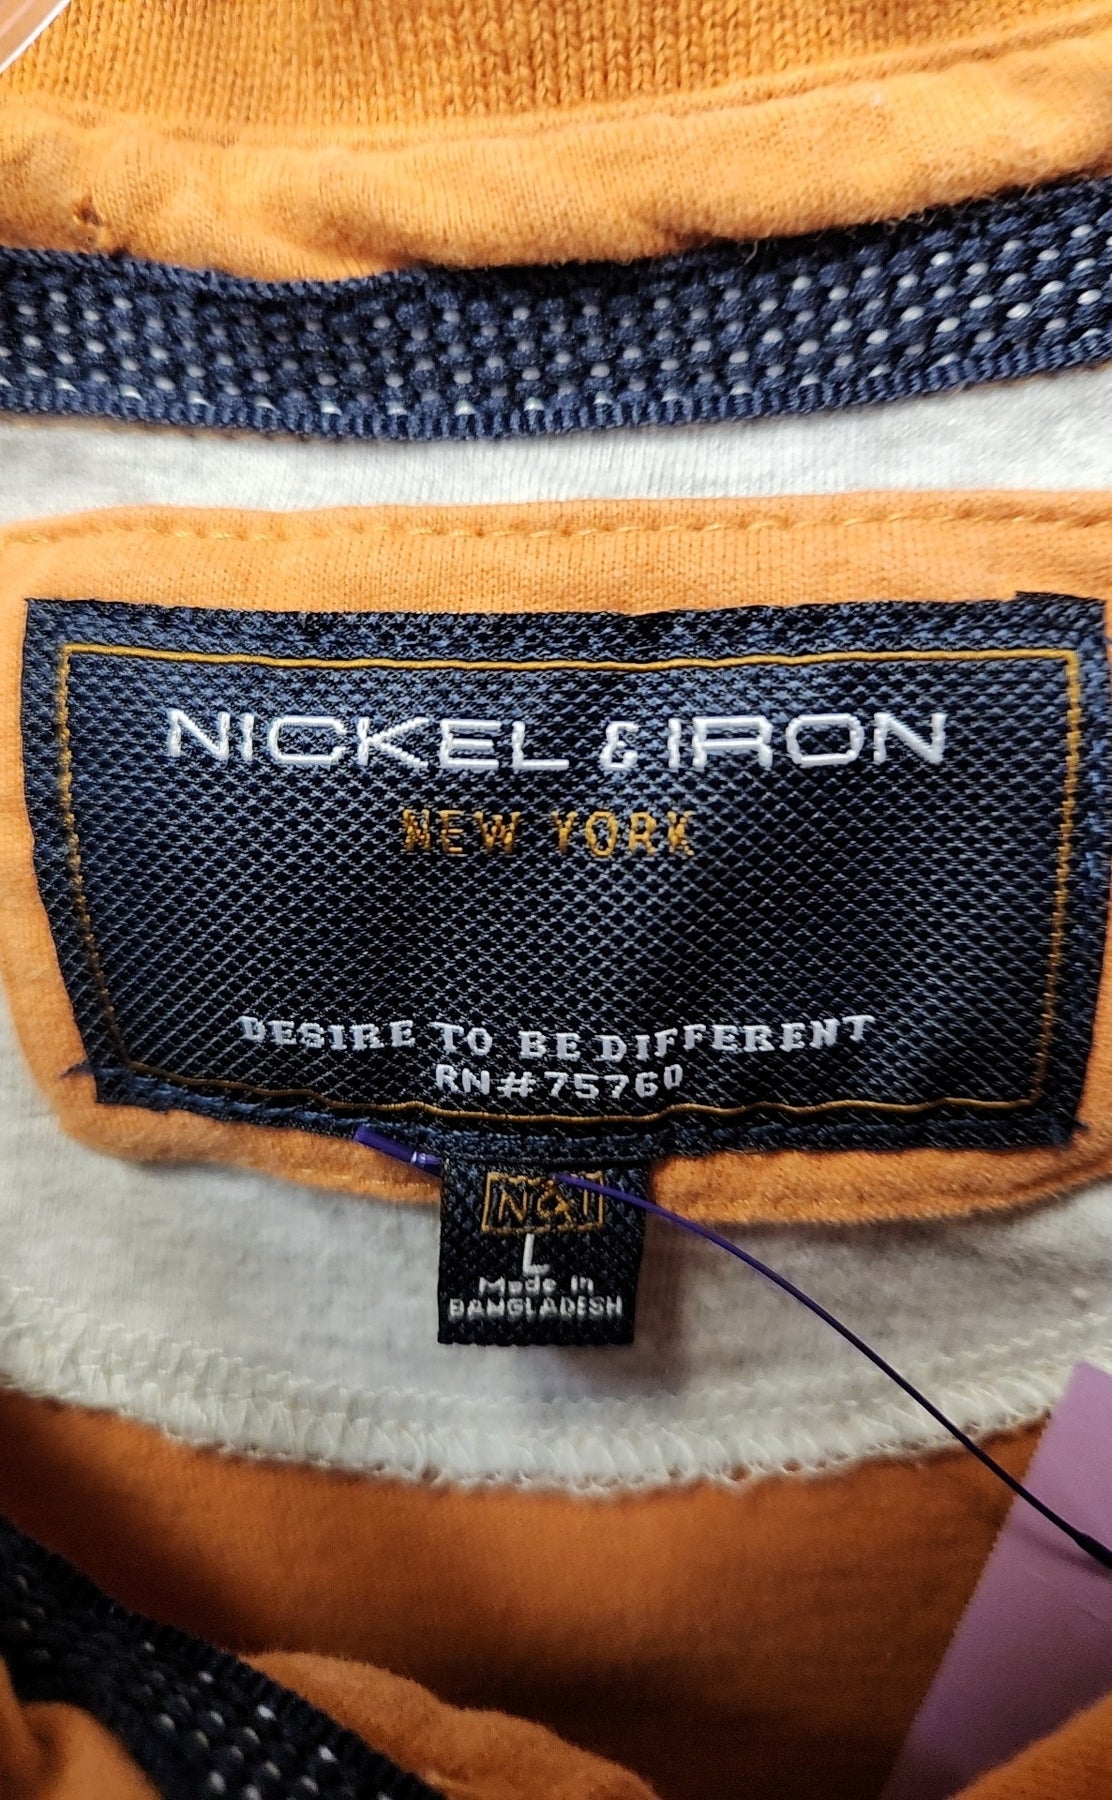 NICKEL & IRON
NEW YORK
DESIRE TO BE DIFFERENT
RN#75760
N&I
L
Made in
BANGLADESH